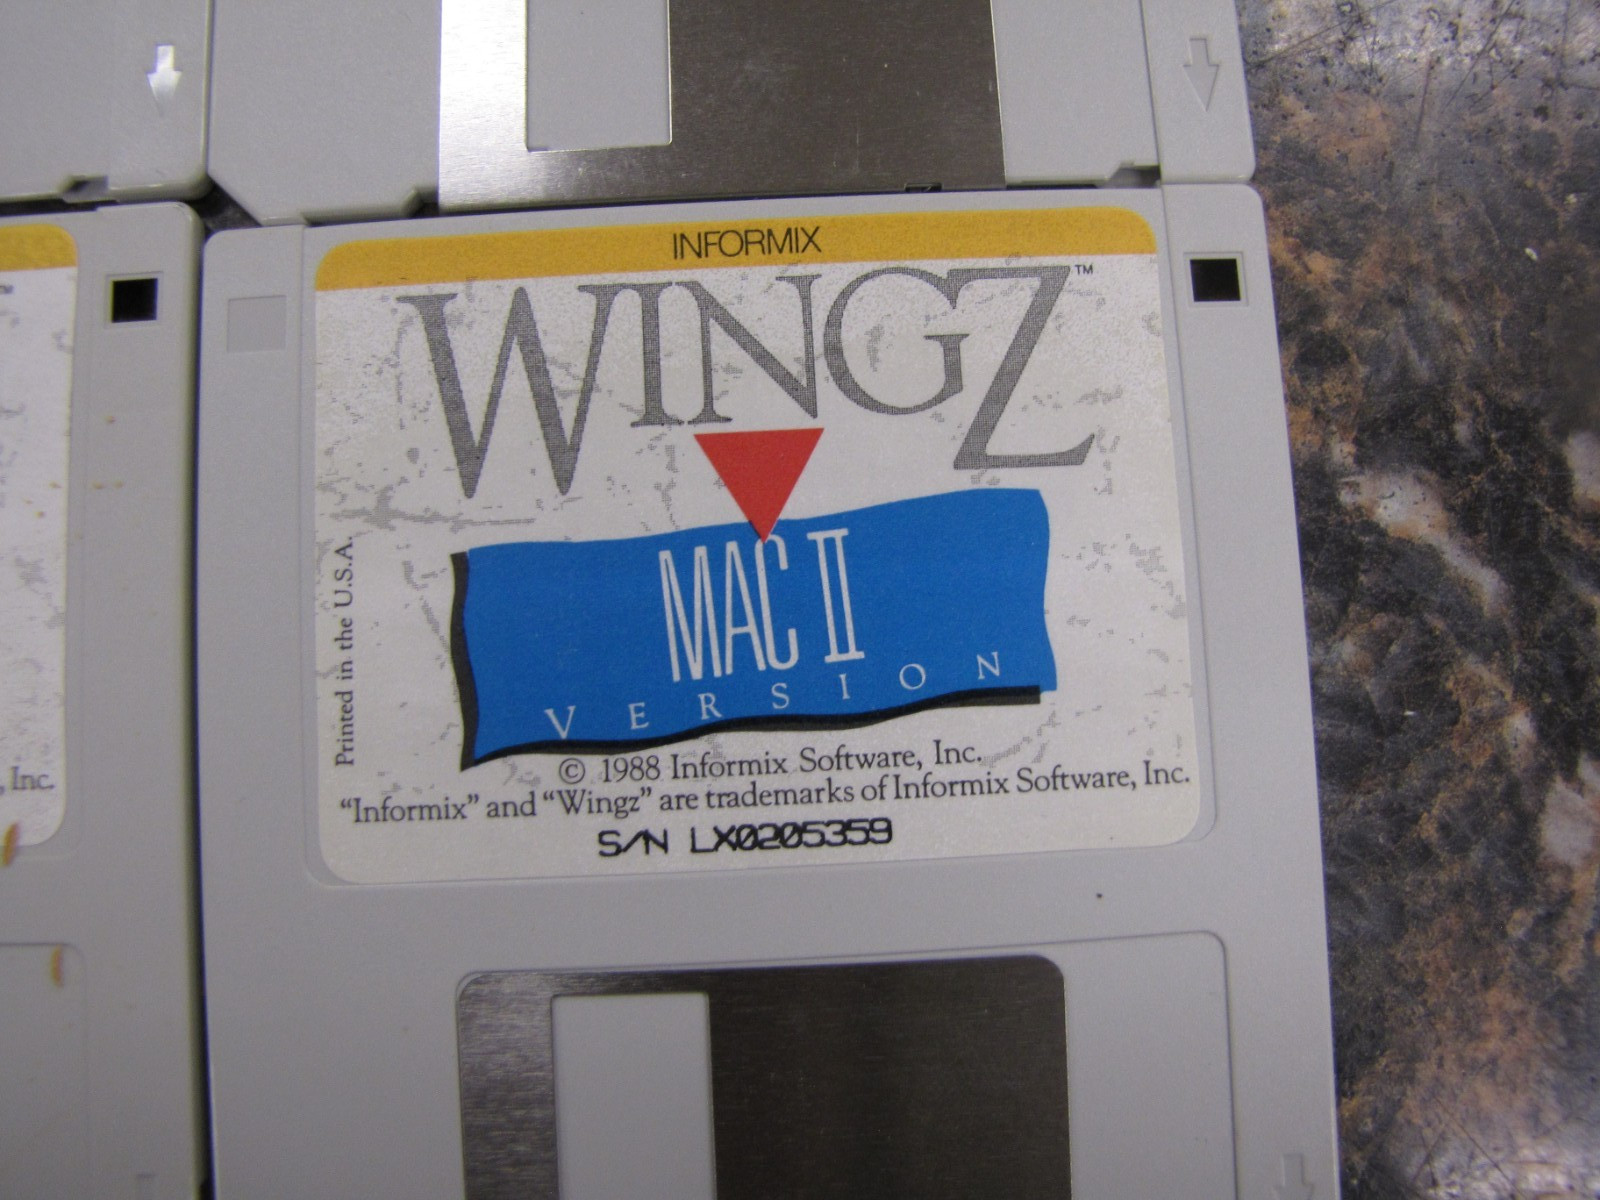 INFORMIX
WINGZ™
MAC II
VERSION
Printed in the U.S.A.
© 1988 Informix Software, Inc.
“Informix” and “Wingz” are trademarks of Informix Software, Inc.
S/N LX0205359
, Inc.